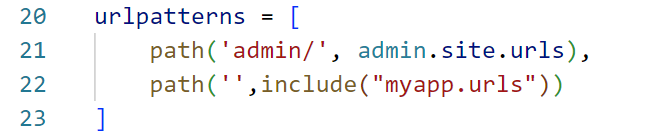 20 urlpatterns = [
21     path('admin/', admin.site.urls),
22     path('',include("myapp.urls"))
23 ]